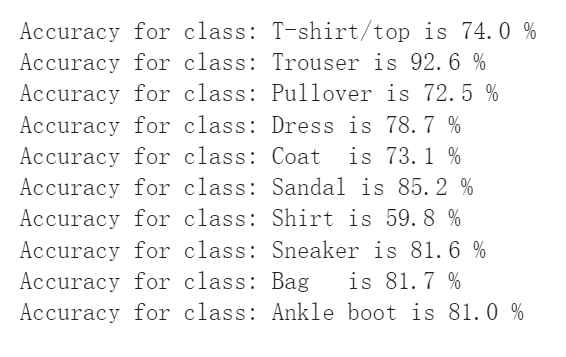 Accuracy for class: T-shirt/top is 74.0 %
Accuracy for class: Trouser is 92.6 %
Accuracy for class: Pullover is 72.5 %
Accuracy for class: Dress is 78.7 %
Accuracy for class: Coat  is 73.1 %
Accuracy for class: Sandal is 85.2 %
Accuracy for class: Shirt is 59.8 %
Accuracy for class: Sneaker is 81.6 %
Accuracy for class: Bag   is 81.7 %
Accuracy for class: Ankle boot is 81.0 %